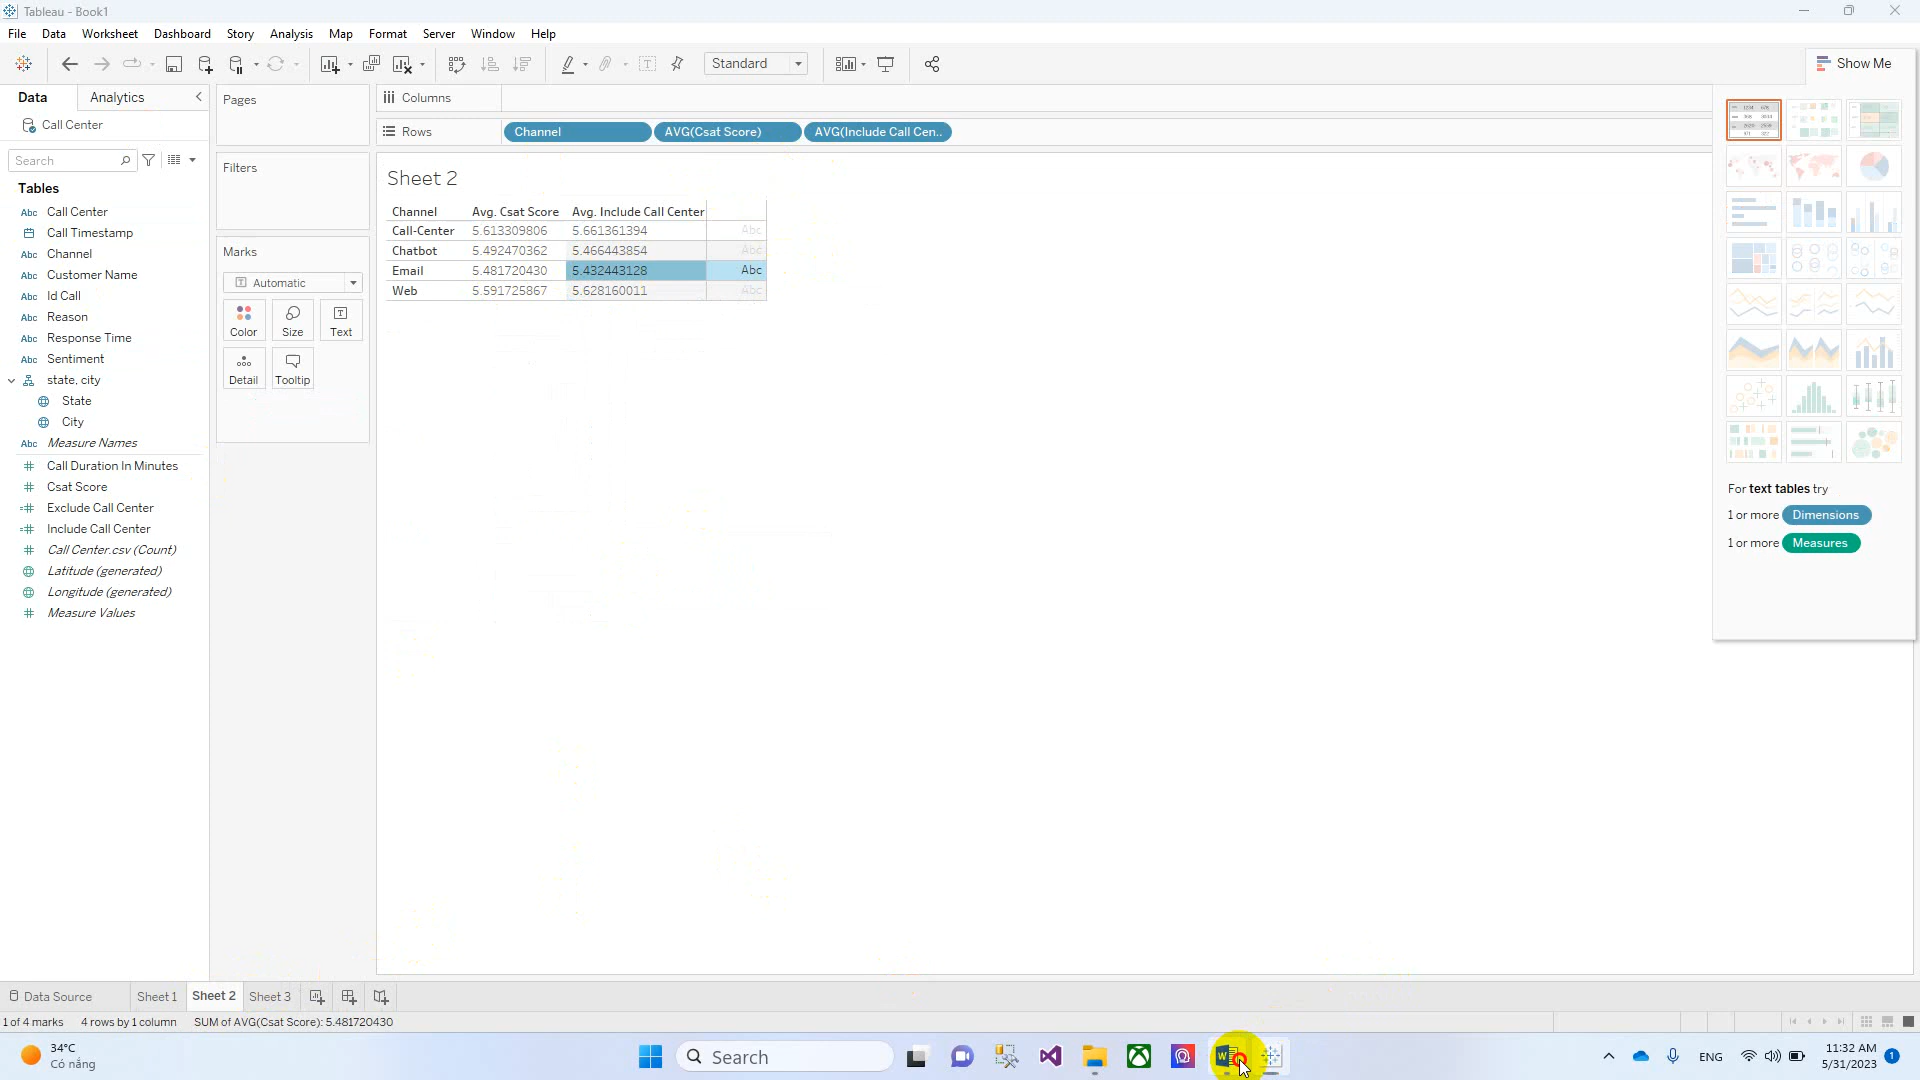 Tableau - Book1
File Data Worksheet Dashboard Story Analysis Map Format Server Window Help
Standard
Show Me
Data Analytics
Pages
Columns
Call Center
Rows Channel AVG(Csat Score) AVG(Include Call Cen..
Search
Filters
Sheet 2
Tables
Call Center
Call Timestamp
Channel
Customer Name
Id Call
Reason
Response Time
Sentiment
state, city
State
City
Measure Names
Call Duration In Minutes
Csat Score
Exclude Call Center
Include Call Center
Call Center.csv (Count)
Latitude (generated)
Longitude (generated)
Measure Values
Marks
Automatic
Color Size Text
Detail Tooltip
Channel Avg. Csat Score Avg. Include Call Center
Call-Center 5.613309806 5.661361394 Abc
Chatbot 5.492470362 5.466443854 Abc
Email 5.481720430 5.432443128 Abc
Web 5.591725867 5.628160011 Abc
For text tables try
1 or more Dimensions
1 or more Measures
Data Source Sheet 1 Sheet 2 Sheet 3
1 of 4 marks 4 rows by 1 column SUM of AVG(Csat Score): 5.481720430
34°C
Có nắng
Search
ENG
11:32 AM
5/31/2023
1